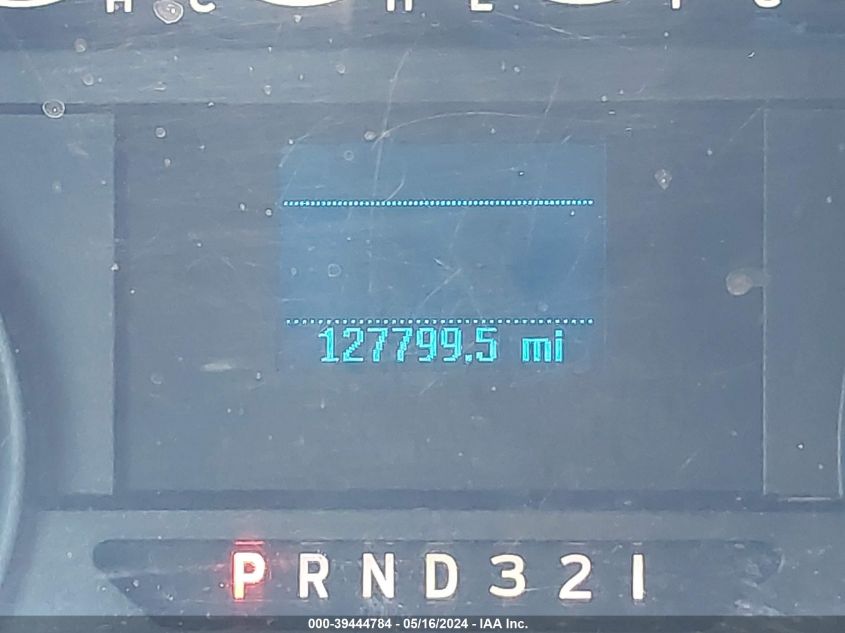 H C H E F
127799.5 mi
P R N D 3 2 1
000-39444784 - 05/16/2024 - IAA Inc.